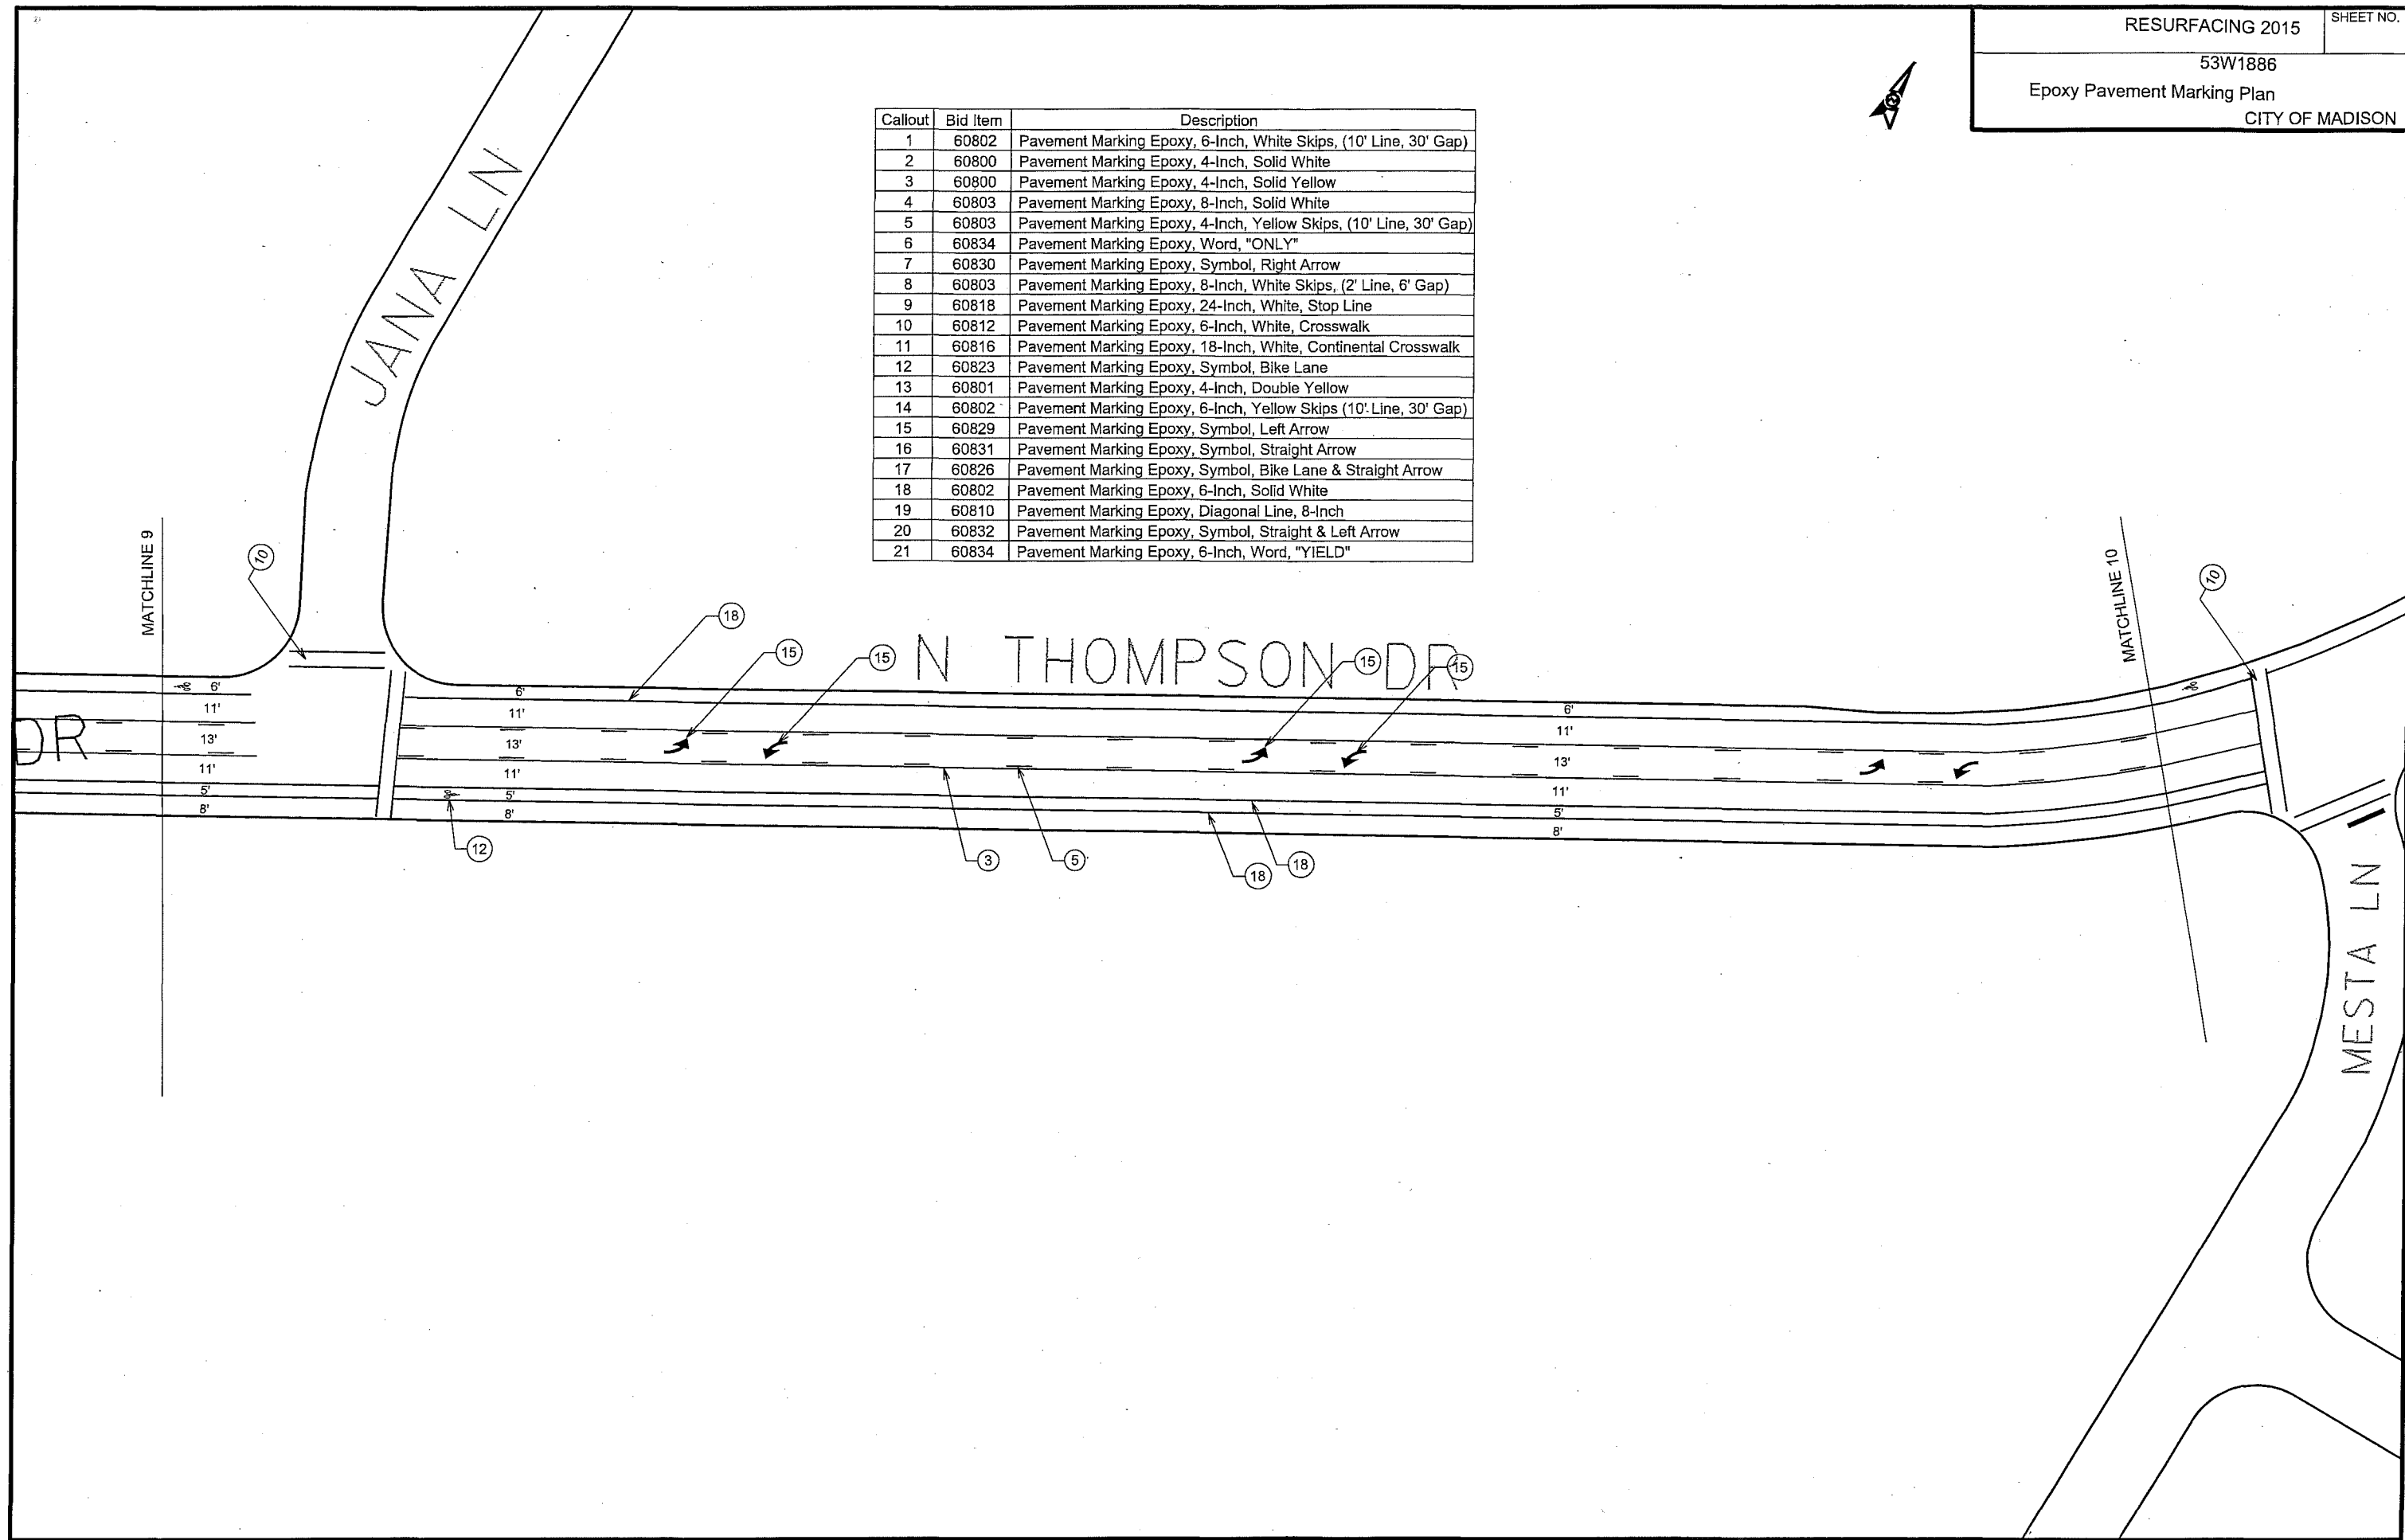 RESURFACING 2015
SHEET NO.
53W1886
Epoxy Pavement Marking Plan
CITY OF MADISON
Callout Bid Item Description
1 60802 Pavement Marking Epoxy, 6-Inch, White Skips, (10' Line, 30' Gap)
2 60800 Pavement Marking Epoxy, 4-Inch, Solid White
3 60800 Pavement Marking Epoxy, 4-Inch, Solid Yellow
4 60803 Pavement Marking Epoxy, 8-Inch, Solid White
5 60803 Pavement Marking Epoxy, 4-Inch, Yellow Skips, (10' Line, 30' Gap)
6 60834 Pavement Marking Epoxy, Word, "ONLY"
7 60830 Pavement Marking Epoxy, Symbol, Right Arrow
8 60803 Pavement Marking Epoxy, 8-Inch, White Skips, (2' Line, 6' Gap)
9 60818 Pavement Marking Epoxy, 24-Inch, White, Stop Line
10 60812 Pavement Marking Epoxy, 6-Inch, White, Crosswalk
11 60816 Pavement Marking Epoxy, 18-Inch, White, Continental Crosswalk
12 60823 Pavement Marking Epoxy, Symbol, Bike Lane
13 60801 Pavement Marking Epoxy, 4-Inch, Double Yellow
14 60802 Pavement Marking Epoxy, 6-Inch, Yellow Skips (10' Line, 30' Gap)
15 60829 Pavement Marking Epoxy, Symbol, Left Arrow
16 60831 Pavement Marking Epoxy, Symbol, Straight Arrow
17 60826 Pavement Marking Epoxy, Symbol, Bike Lane & Straight Arrow
18 60802 Pavement Marking Epoxy, 6-Inch, Solid White
19 60810 Pavement Marking Epoxy, Diagonal Line, 8-Inch
20 60832 Pavement Marking Epoxy, Symbol, Straight & Left Arrow
21 60834 Pavement Marking Epoxy, 6-Inch, Word, "YIELD"
JANA LN
MATCHLINE 9
10
18
15
15
N THOMPSON DR
15
15
MATCHLINE 10
10
DR
6'
11'
13'
11'
5'
8'
6'
11'
13'
11'
5'
8'
6'
11'
13'
11'
5'
8'
12
3
5
18
18
MESTA LN